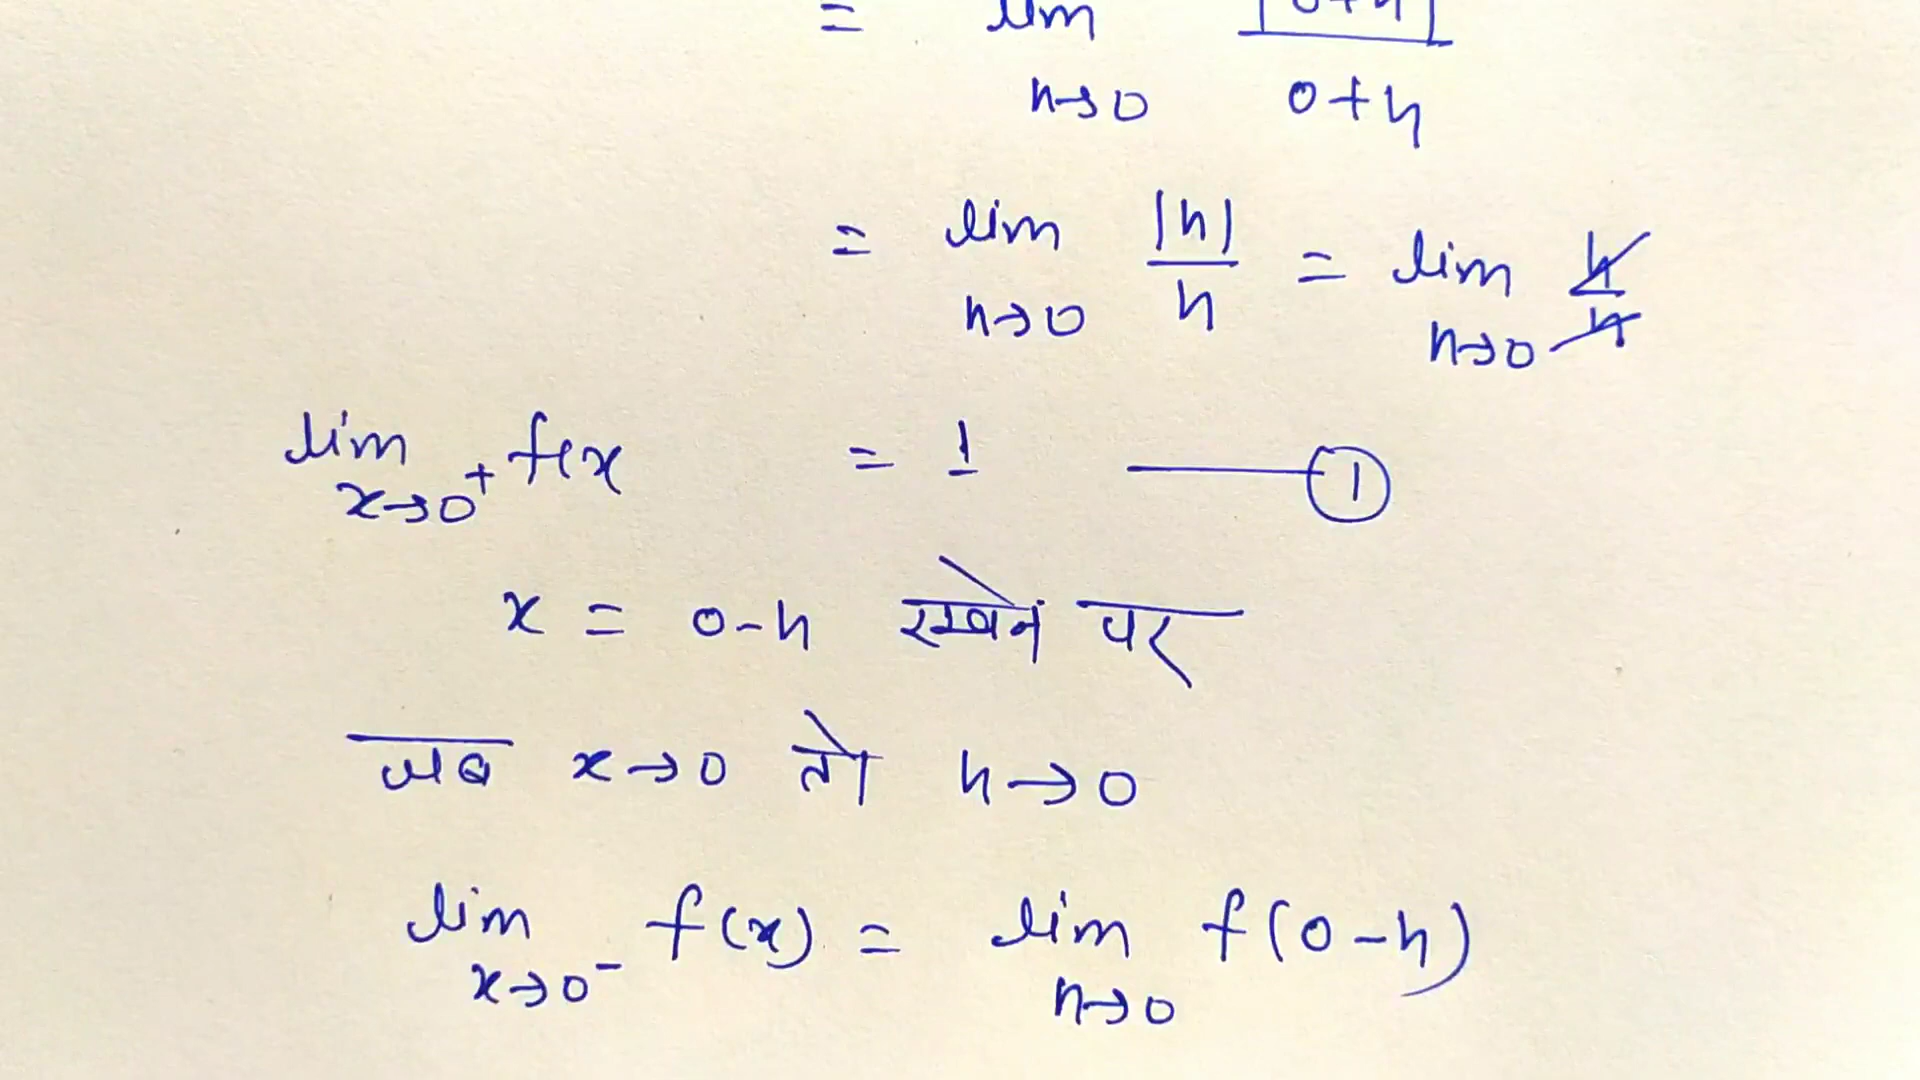 = lim |0+h|
h→0 0+h
= lim |h| / h = lim h / h
h→0 h→0
lim f(x = 1 —— ①
x→0⁺
x = 0-h रखने पर
जब x→0 तो h→0
lim f(x) = lim f(0-h)
x→0⁻ h→0